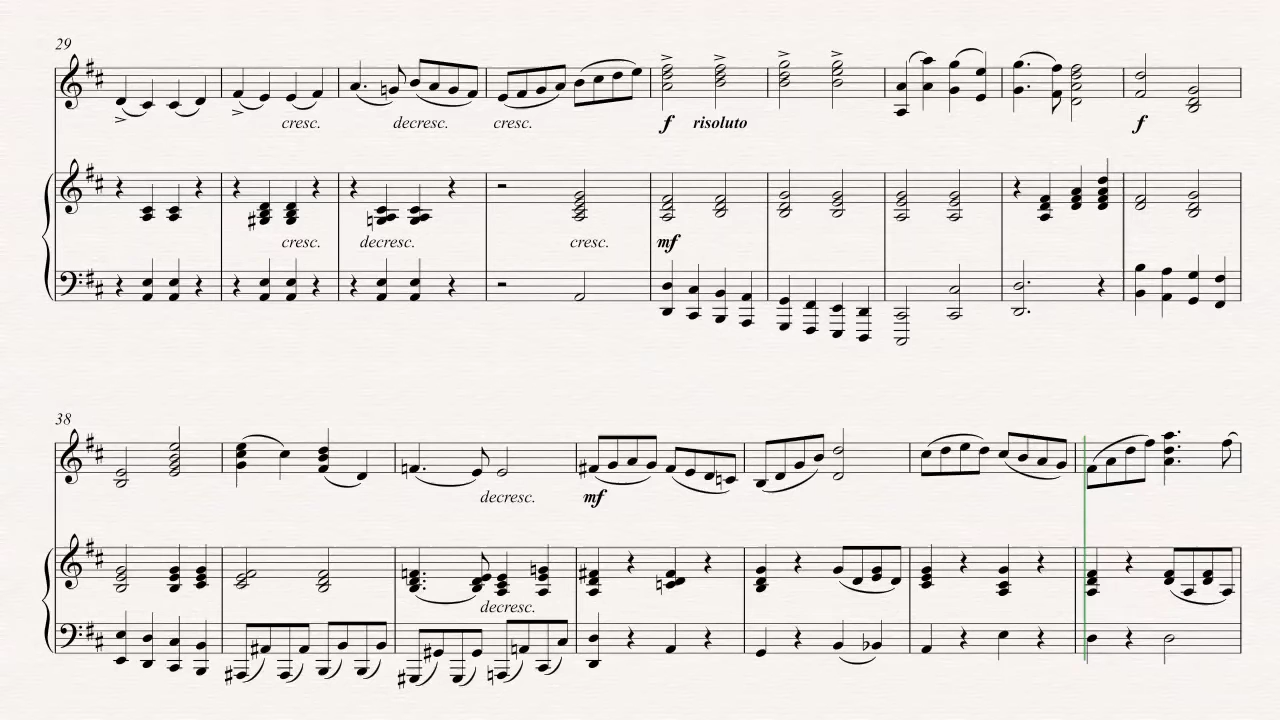 29
cresc. decresc. cresc. f risoluto f
cresc. decresc. cresc. mf
38
decresc. mf
decresc.